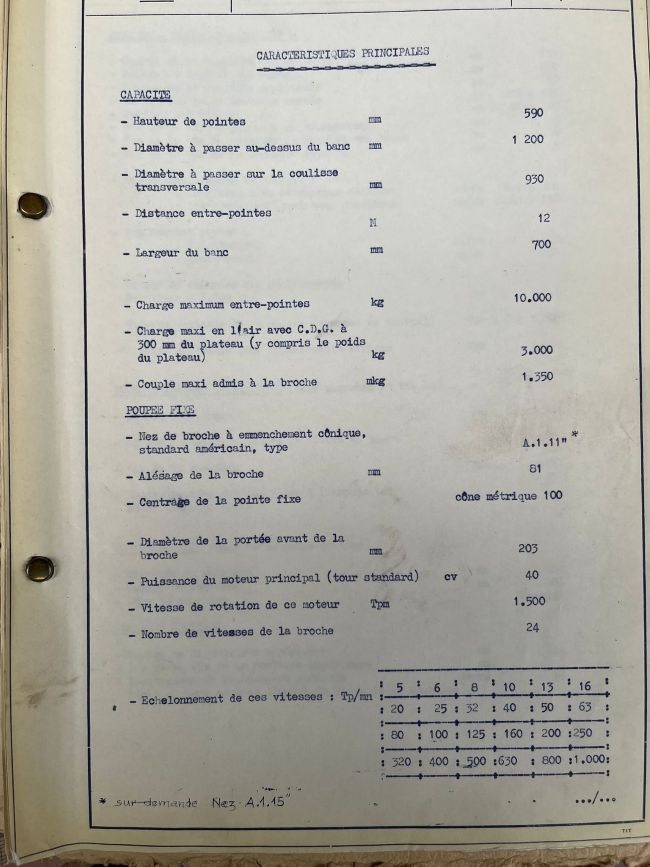 CARACTERISTIQUES PRINCIPALES
CAPACITE
- Hauteur de pointes mm 590
- Diamètre à passer au-dessus du banc mm 1 200
- Diamètre à passer sur la coulisse
transversale mm 930
- Distance entre-pointes M 12
- Largeur du banc mm 700
- Charge maximum entre-pointes kg 10.000
- Charge maxi en l'air avec C.D.G. à
300 mm du plateau (y compris le poids
du plateau) kg 3.000
- Couple maxi admis à la broche mkg 1.350
POUPEE FIXE
- Nez de broche à emmenchement cônique,
standard américain, type A.1.11" *
- Alésage de la broche mm 81
- Centrage de la pointe fixe cône métrique 100
- Diamètre de la portée avant de la
broche mm 203
- Puissance du moteur principal (tour standard) cv 40
- Vitesse de rotation de ce moteur Tpm 1.500
- Nombre de vitesses de la broche 24
- Echelonnement de ces vitesses : Tp/mn
: 5 : 6 : 8 : 10 : 13 : 16 :
: 20 : 25 : 32 : 40 : 50 : 63 :
: 80 : 100 : 125 : 160 : 200 : 250 :
: 320 : 400 : 500 : 630 : 800 : 1.000 :
* sur demande Nez A.1.15"
.../...
TIT